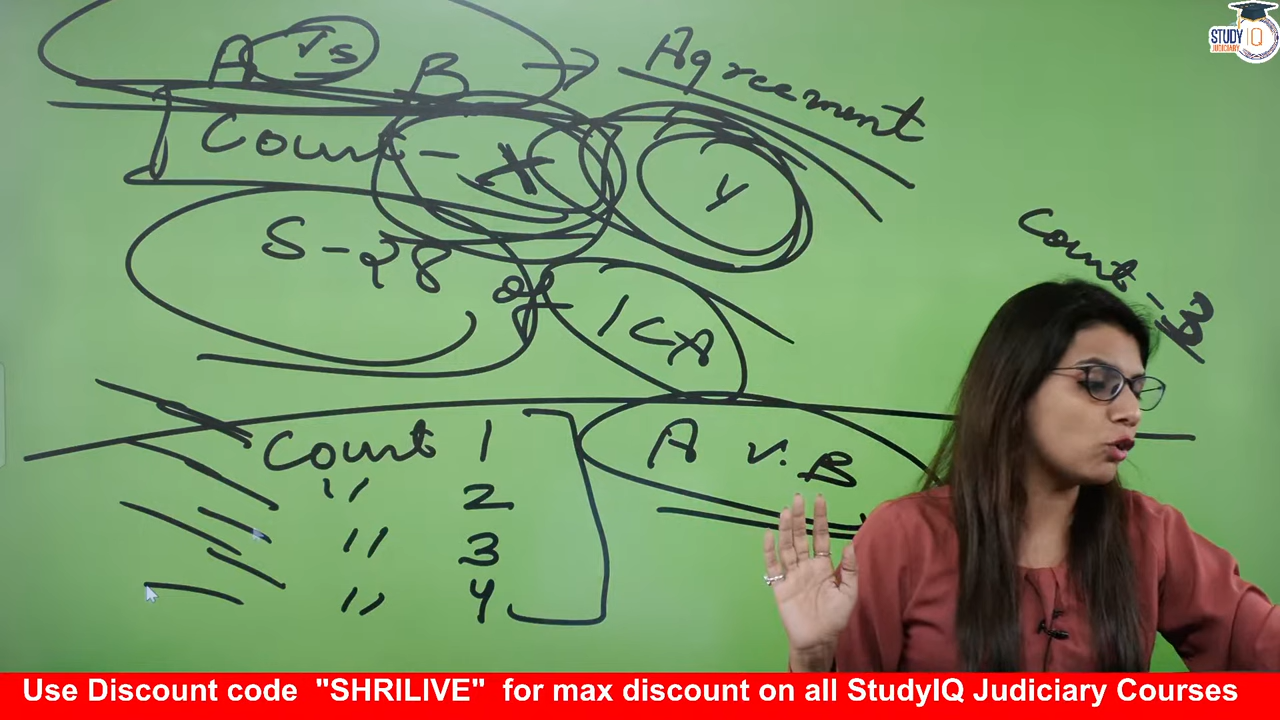 STUDY IQ
JUDICIARY
A Vs B → Agreement
Court - X Y
S-28 of ICA
Court - 3
Court 1 A v. B
" 2
" 3
" 4
Use Discount code "SHRILIVE" for max discount on all StudyIQ Judiciary Courses